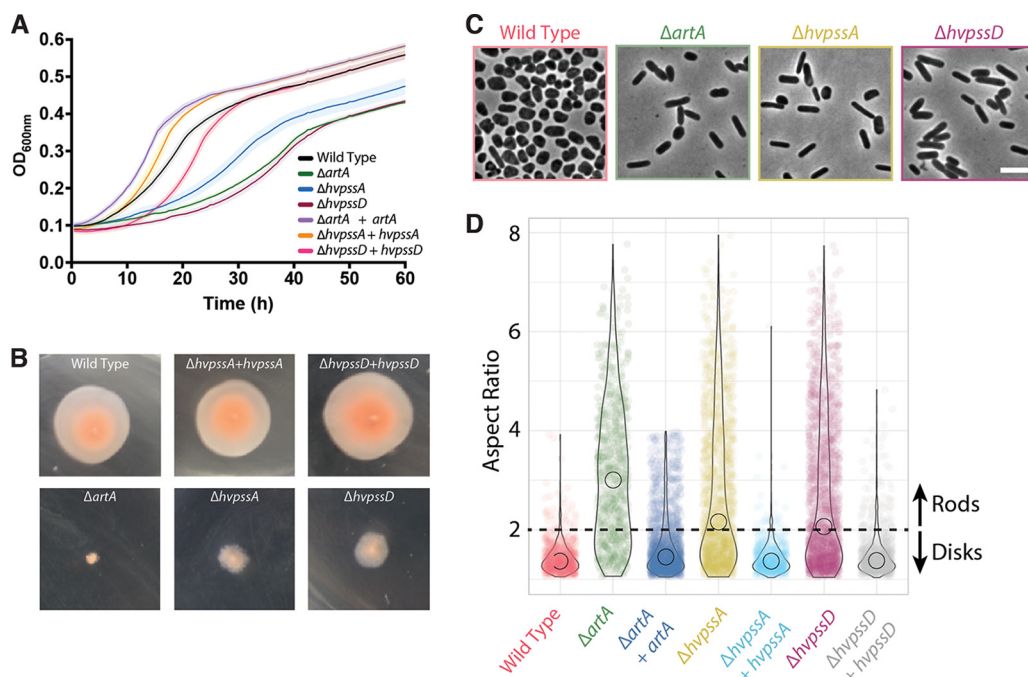 A
OD600nm
0.6
0.5
0.4
0.3
0.2
0.1
0.0
0
10
20
30
40
50
60
Time (h)
Wild Type
ΔartA
ΔhvpssA
ΔhvpssD
ΔartA + artA
ΔhvpssA + hvpssA
ΔhvpssD + hvpssD
B
Wild Type
ΔhvpssA+hvpssA
ΔhvpssD+hvpssD
ΔartA
ΔhvpssA
ΔhvpssD
C
Wild Type
ΔartA
ΔhvpssA
ΔhvpssD
D
Aspect Ratio
8
6
4
2
Rods
Disks
Wild Type
ΔartA
ΔartA
+ artA
ΔhvpssA
ΔhvpssA
+ hvpssA
ΔhvpssD
ΔhvpssD
+ hvpssD